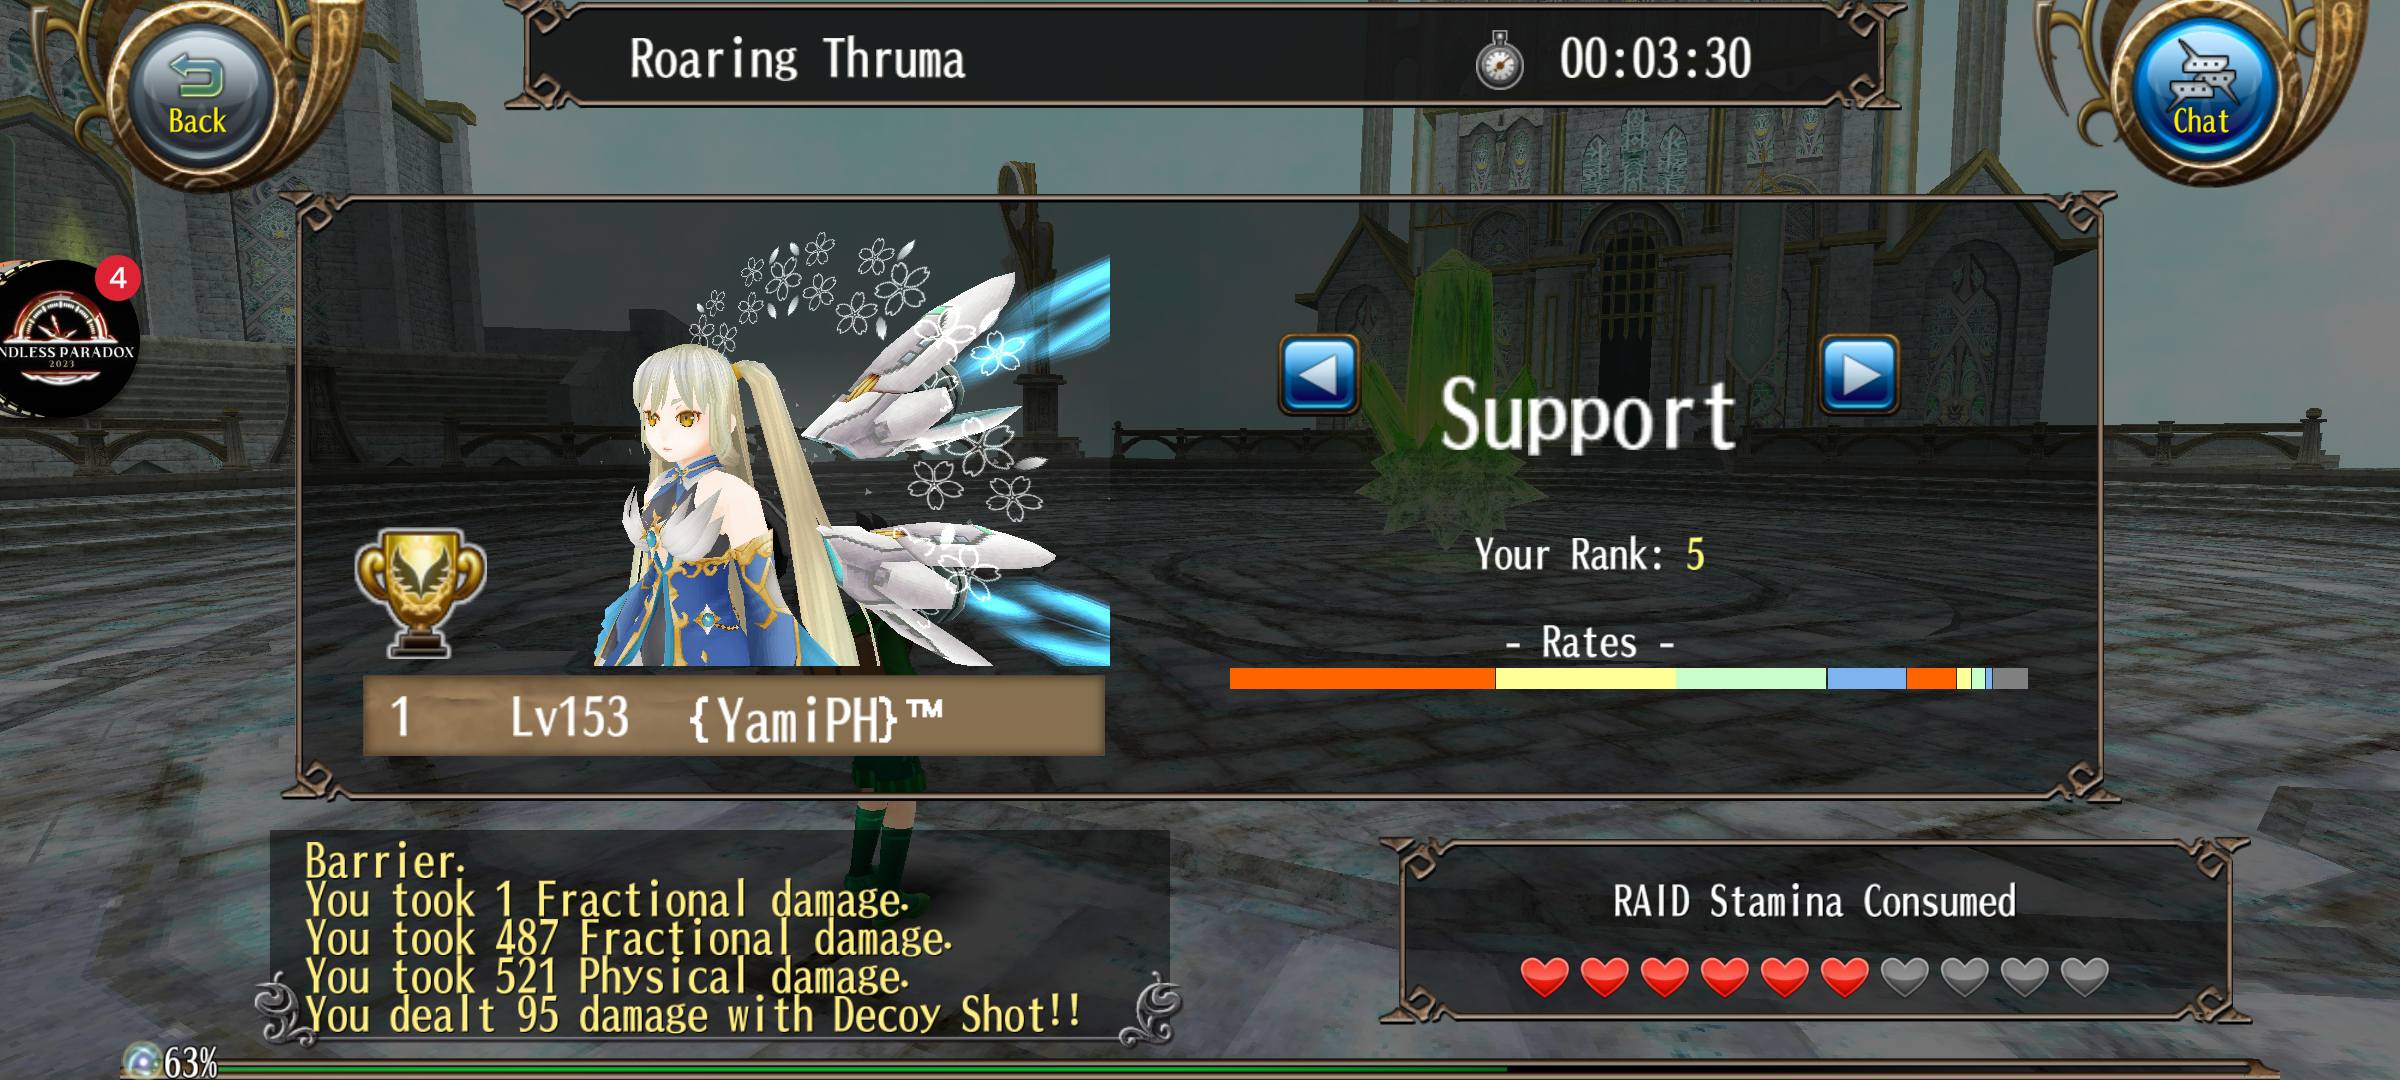 Roaring Thruma
00:03:30
Back
Chat
4
NDLESS PARADOX
2023
Support
Your Rank: 5
- Rates -
1 Lv153 {YamiPH}™
Barrier.
You took 1 Fractional damage.
You took 487 Fractional damage.
You took 521 Physical damage.
You dealt 95 damage with Decoy Shot!!
RAID Stamina Consumed
63%